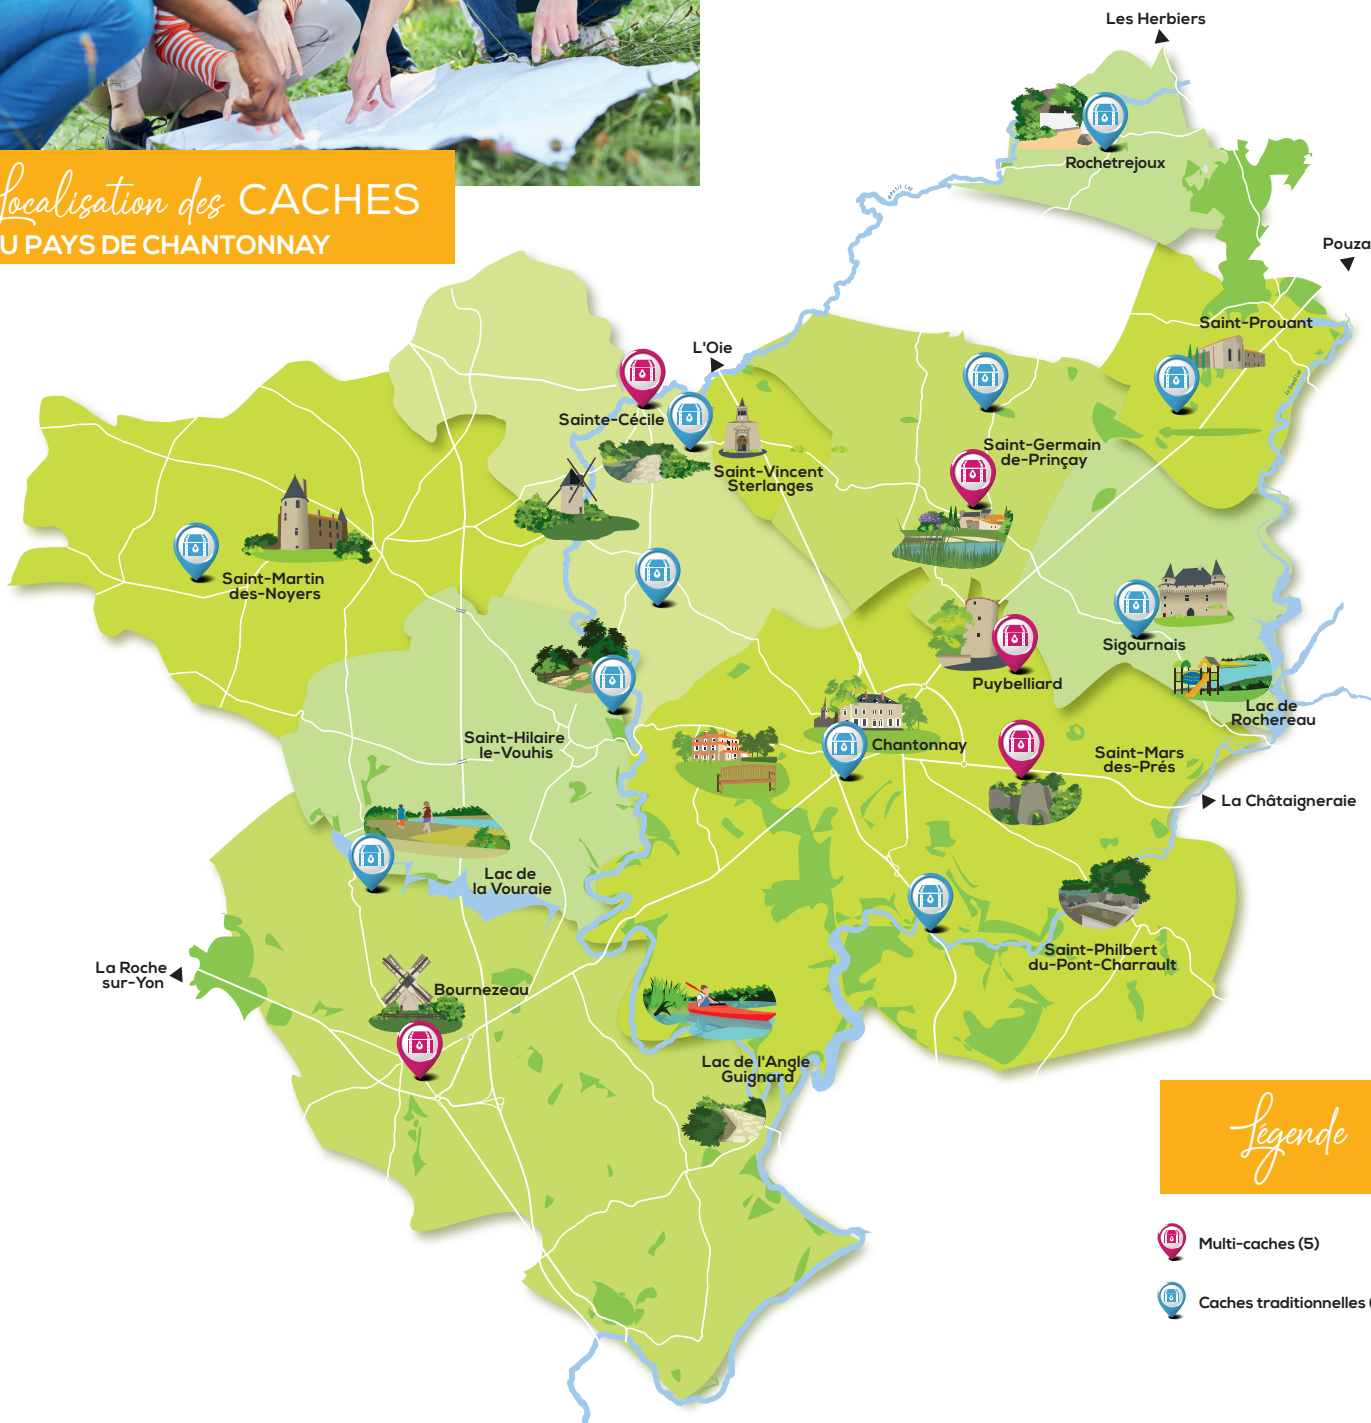 Localisation des CACHES
U PAYS DE CHANTONNAY
Les Herbiers
Rochetrejoux
Petit Lay
Pouza
Saint-Prouant
L'Oie
Sainte-Cécile
Saint-Vincent
Sterlanges
Saint-Germain
de-Prinçay
Saint-Martin
des-Noyers
Sigournais
Puybelliard
Lac de
Rochereau
Saint-Hilaire
le-Vouhis
Chantonnay
Saint-Mars
des-Prés
La Châtaigneraie
Lac de
la Vouraie
Saint-Philbert
du-Pont-Charrault
La Roche
sur-Yon
Bournezeau
Lac de l'Angle
Guignard
Légende
Multi-caches (5)
Caches traditionnelles (